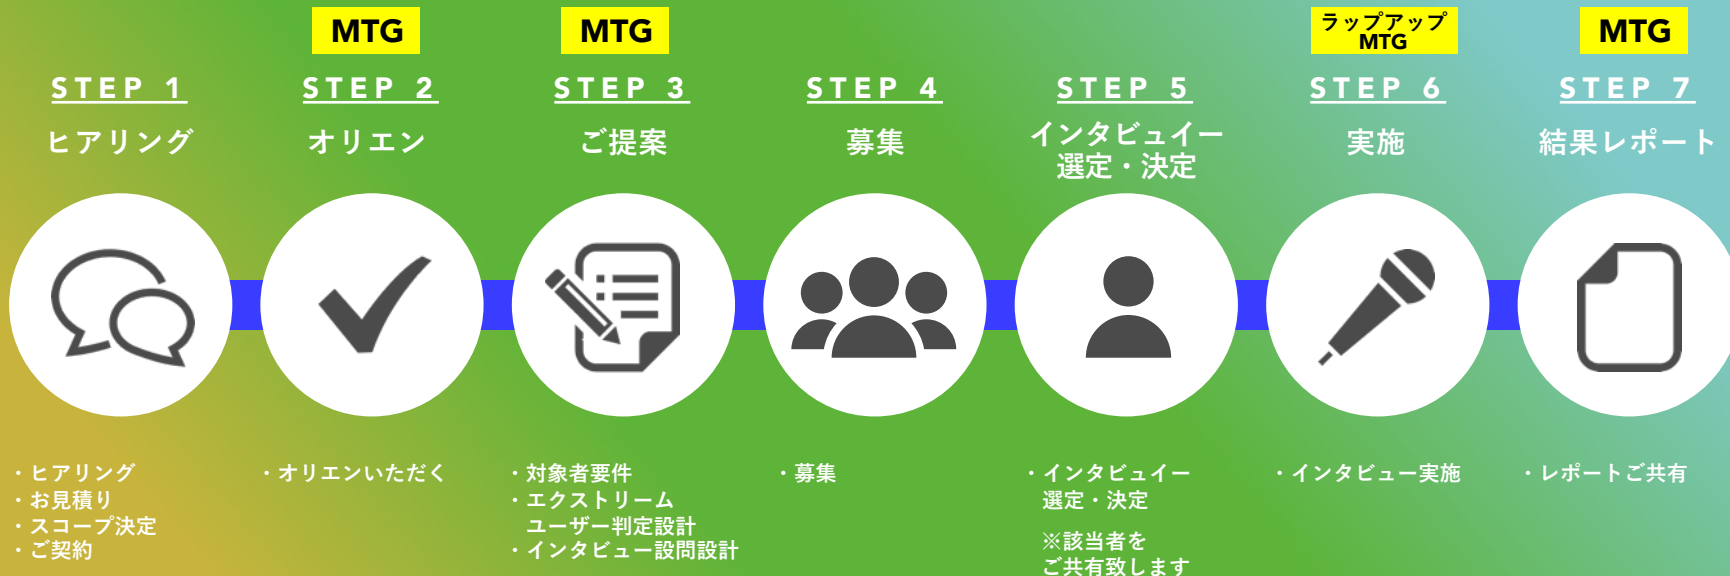 MTG
MTG
ラップアップ
MTG
MTG
STEP 1
STEP 2
STEP 3
STEP 4
STEP 5
STEP 6
STEP 7
ヒアリング
オリエン
ご提案
募集
インタビュイー
選定・決定
実施
結果レポート
・ヒアリング
・お見積り
・スコープ決定
・ご契約
・オリエンいただく
・対象者要件
・エクストリーム
ユーザー判定設計
・インタビュー設問設計
・募集
・インタビュイー
選定・決定
※該当者を
ご共有致します
・インタビュー実施
・レポートご共有